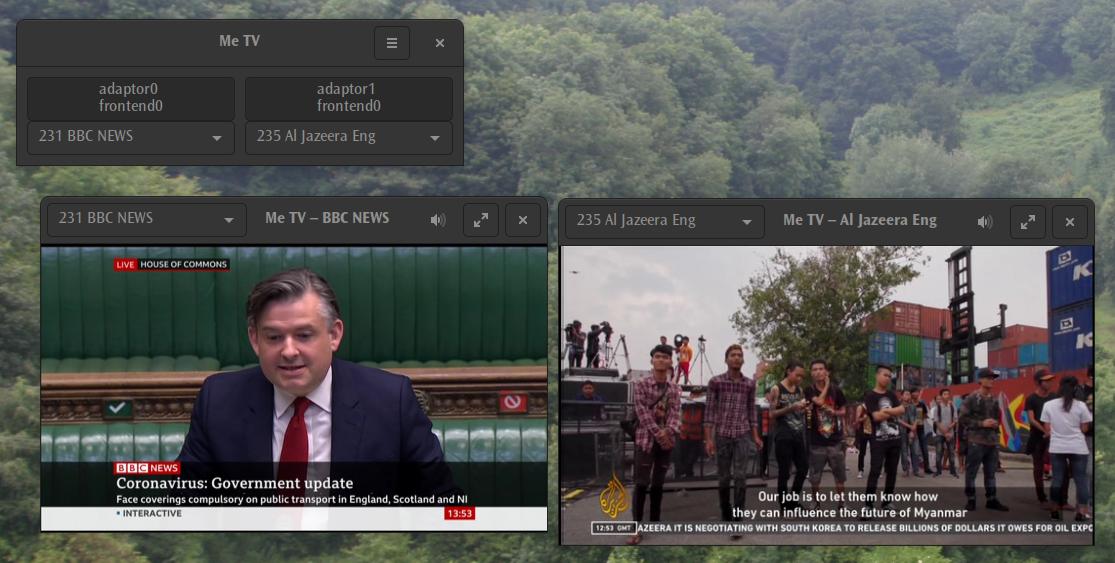 Me TV
adaptor0
frontend0
adaptor1
frontend0
231 BBC NEWS
235 Al Jazeera Eng
231 BBC NEWS
Me TV – BBC NEWS
235 Al Jazeera Eng
Me TV – Al Jazeera Eng
LIVE HOUSE OF COMMONS
BBC NEWS
Coronavirus: Government update
Face coverings compulsory on public transport in England, Scotland and NI
• INTERACTIVE
13:53
Our job is to let them know how
they can influence the future of Myanmar
12:53 GMT
AZEERA IT IS NEGOTIATING WITH SOUTH KOREA TO RELEASE BILLIONS OF DOLLARS IT OWES FOR OIL EXPO